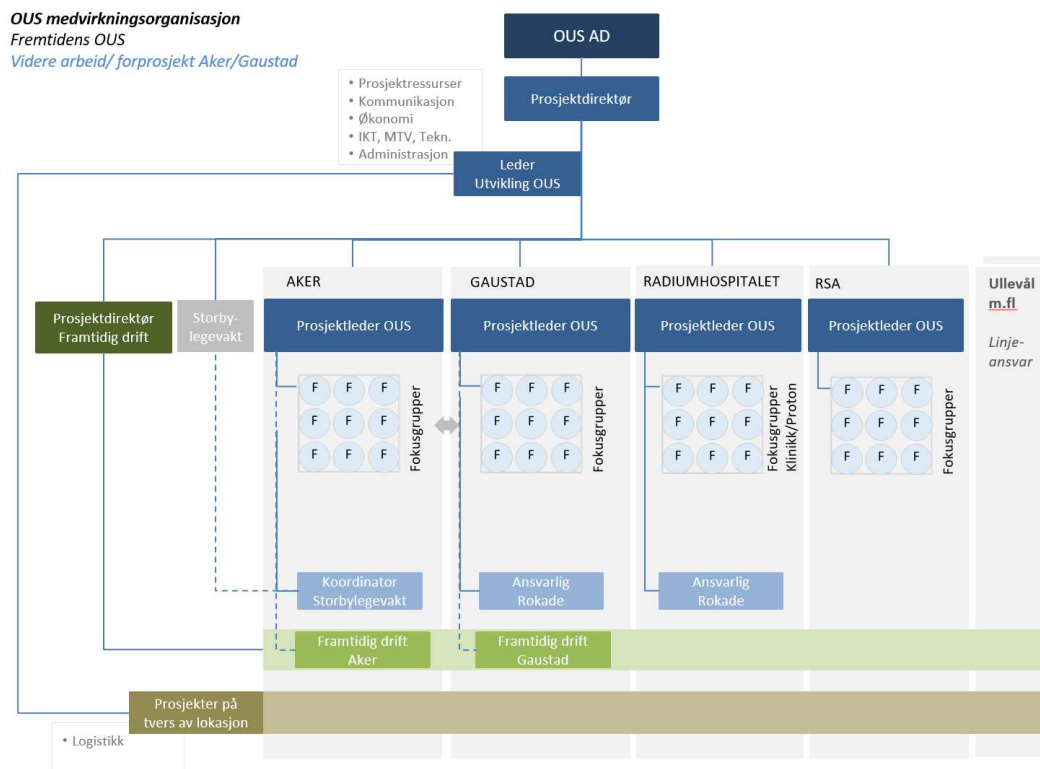 OUS medvirkningsorganisasjon
Fremtidens OUS
Videre arbeid/ forprosjekt Aker/Gaustad
OUS AD
Prosjektdirektør
• Prosjektressurser
• Kommunikasjon
• Økonomi
• IKT, MTV, Tekn.
• Administrasjon
Leder
Utvikling OUS
Prosjektdirektør
Framtidig drift
Storby-
legevakt
AKER
Prosjektleder OUS
F F F
F F F
F F F
Fokusgrupper
Koordinator
Storbylegevakt
Framtidig drift
Aker
GAUSTAD
Prosjektleder OUS
F F F
F F F
F F F
Fokusgrupper
Ansvarlig
Rokade
Framtidig drift
Gaustad
RADIUMHOSPITALET
Prosjektleder OUS
F F F
F F F
F F F
Fokusgrupper
Klinikk/Proton
Ansvarlig
Rokade
RSA
Prosjektleder OUS
F F F
F F F
F F F
Fokusgrupper
Ullevål
m.fl
Linje-
ansvar
Prosjekter på
tvers av lokasjon
• Logistikk